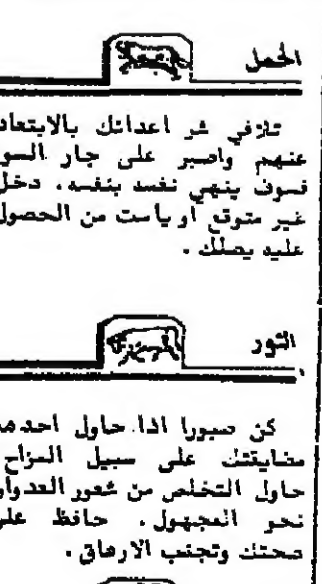 الحمل
تلافي شر اعدائك بالابتعاد
عنهم واصبر على جار السو
فسوف ينهي نفسه بنفسه، دخل
غير متوقع او ياست من الحصول
عليه يصلك .
الثور
كن صبورا اذا حاول احدهم
مضايقتك على سبيل المزاح
حاول التخلص من شعور العدوان
نحو المجهول، حافظ على
صحتك وتجنب الارهاق .